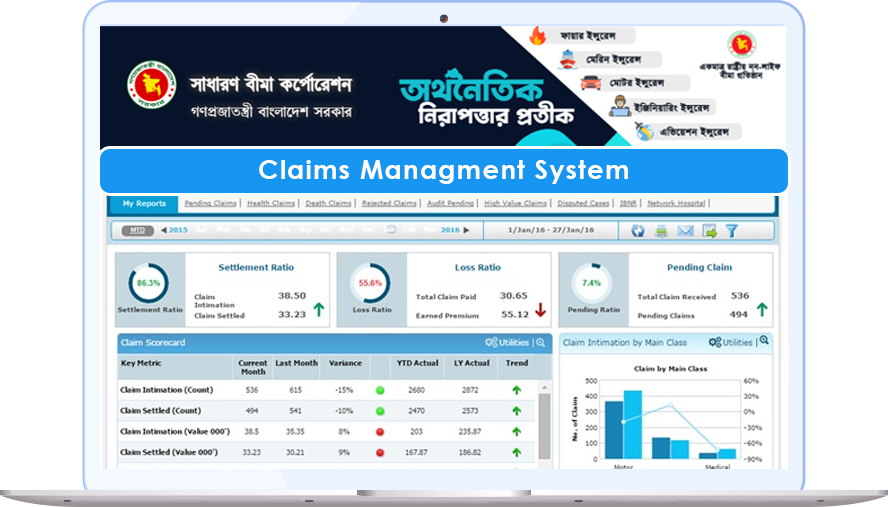 সাধারণ বীমা কর্পোরেশন
গণপ্রজাতন্ত্রী বাংলাদেশ সরকার
অর্থনৈতিক
নিরাপত্তার প্রতীক
ফায়ার ইন্সুরেন্স
মেরিন ইন্সুরেন্স
মোটর ইন্সুরেন্স
ইঞ্জিনিয়ারিং ইন্সুরেন্স
এভিয়েশন ইন্সুরেন্স
একমাত্র রাষ্ট্রীয় নন-লাইফ
বীমা প্রতিষ্ঠান
Claims Managment System
My Reports Pending Claims | Health Claims | Death Claims | Rejected Claims | Audit Pending | High Value Claims | Disputed Cases | IBNR | Network Hospital |
MTD 2015 2016 1/Jan/16 - 27/Jan/16
86.3%
Settlement Ratio
Settlement Ratio
Claim Intimation 38.50
Claim Settled 33.23
55.6%
Loss Ratio
Loss Ratio
Total Claim Paid 30.65
Earned Premium 55.12
7.4%
Pending Ratio
Pending Claim
Total Claim Received 536
Pending Claims 494
Claim Scorecard Utilities |
Key Metric Current Month Last Month Variance YTD Actual LY Actual Trend
Claim Intimation (Count) 536 615 -15% 2680 2872
Claim Settled (Count) 494 541 -10% 2470 2573
Claim Intimation (Value 000') 38.5 35.35 8% 203 235.87
Claim Settled (Value 000') 33.23 30.21 9% 167.87 186.82
Claim Intimation by Main Class Utilities |
Claim by Main Class
No. of Claim
500
400
300
200
100
0
60%
30%
0%
-30%
-60%
-90%
Motor Medical